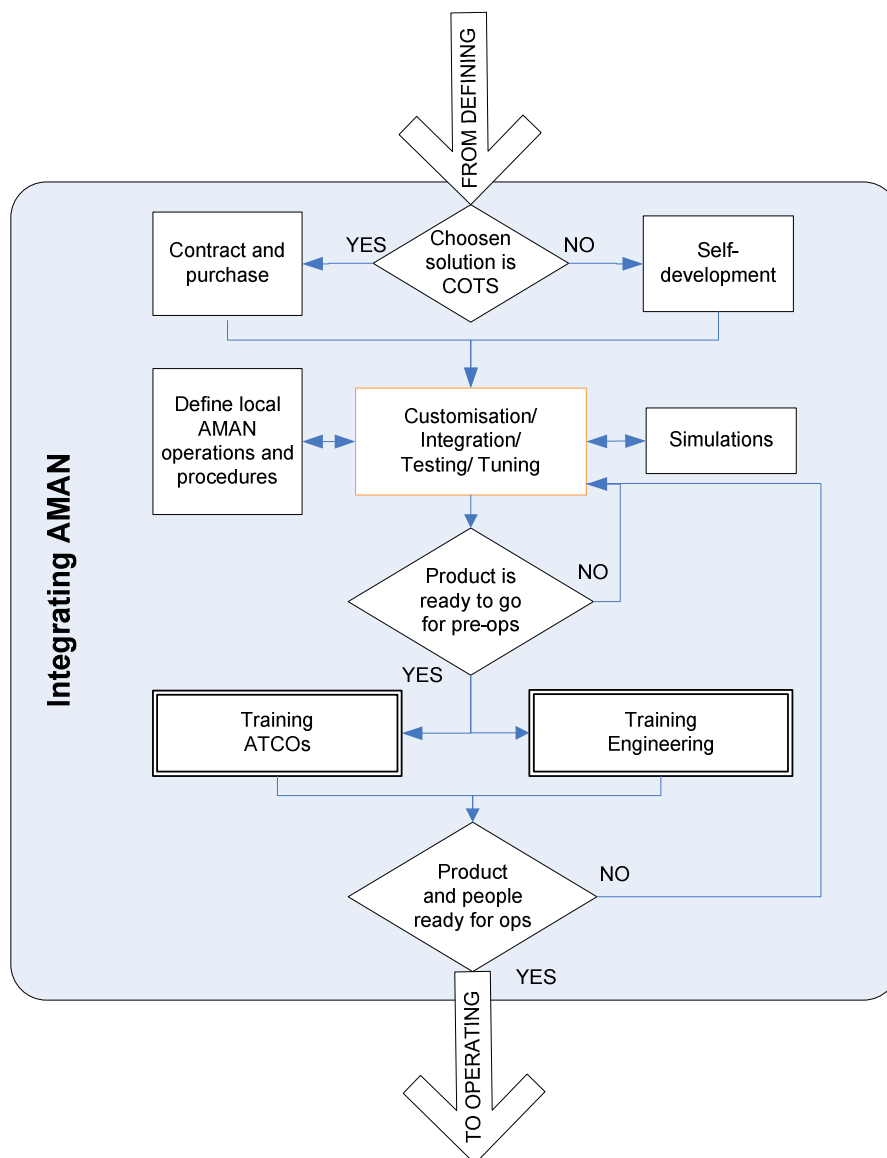 FROM DEFINING
Choosen
solution is
COTS
YES
NO
Contract and
purchase
Self-
development
Define local
AMAN
operations and
procedures
Customisation/
Integration/
Testing/ Tuning
Simulations
Integrating AMAN
Product is
ready to go
for pre-ops
NO
YES
Training
ATCOs
Training
Engineering
Product
and people
ready for ops
NO
YES
TO OPERATING